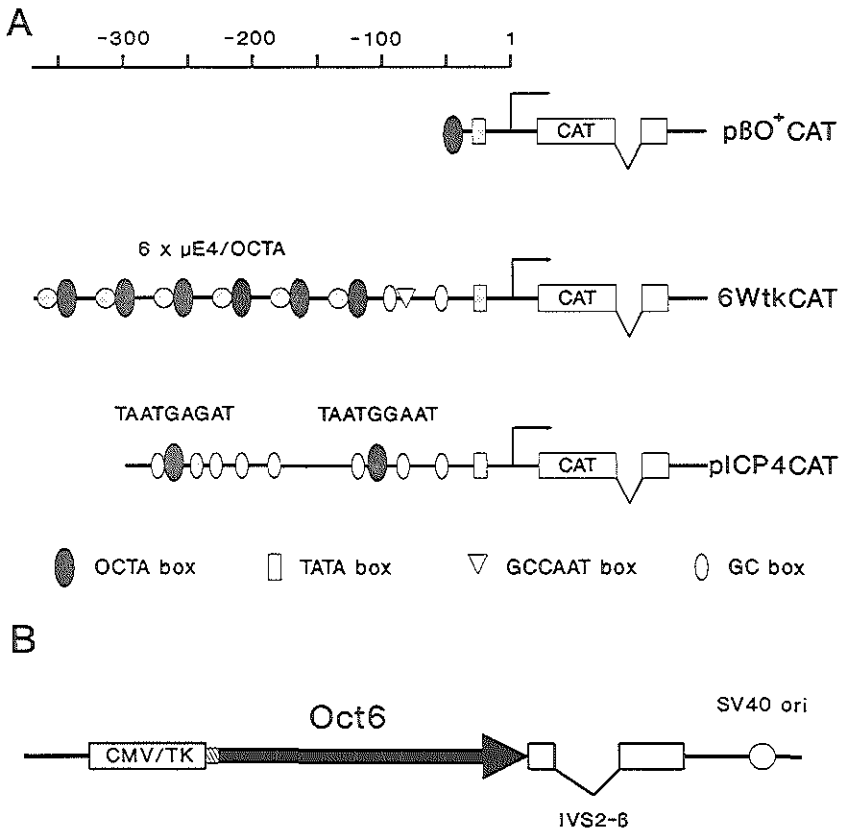 A
-300 -200 -100 1
CAT pβO⁺CAT
6 x μE4/OCTA
CAT 6WtkCAT
TAATGAGAT TAATGGAAT
CAT pICP4CAT
OCTA box TATA box GCCAAT box GC box
B
Oct6 SV40 ori
CMV/TK
IVS2-β